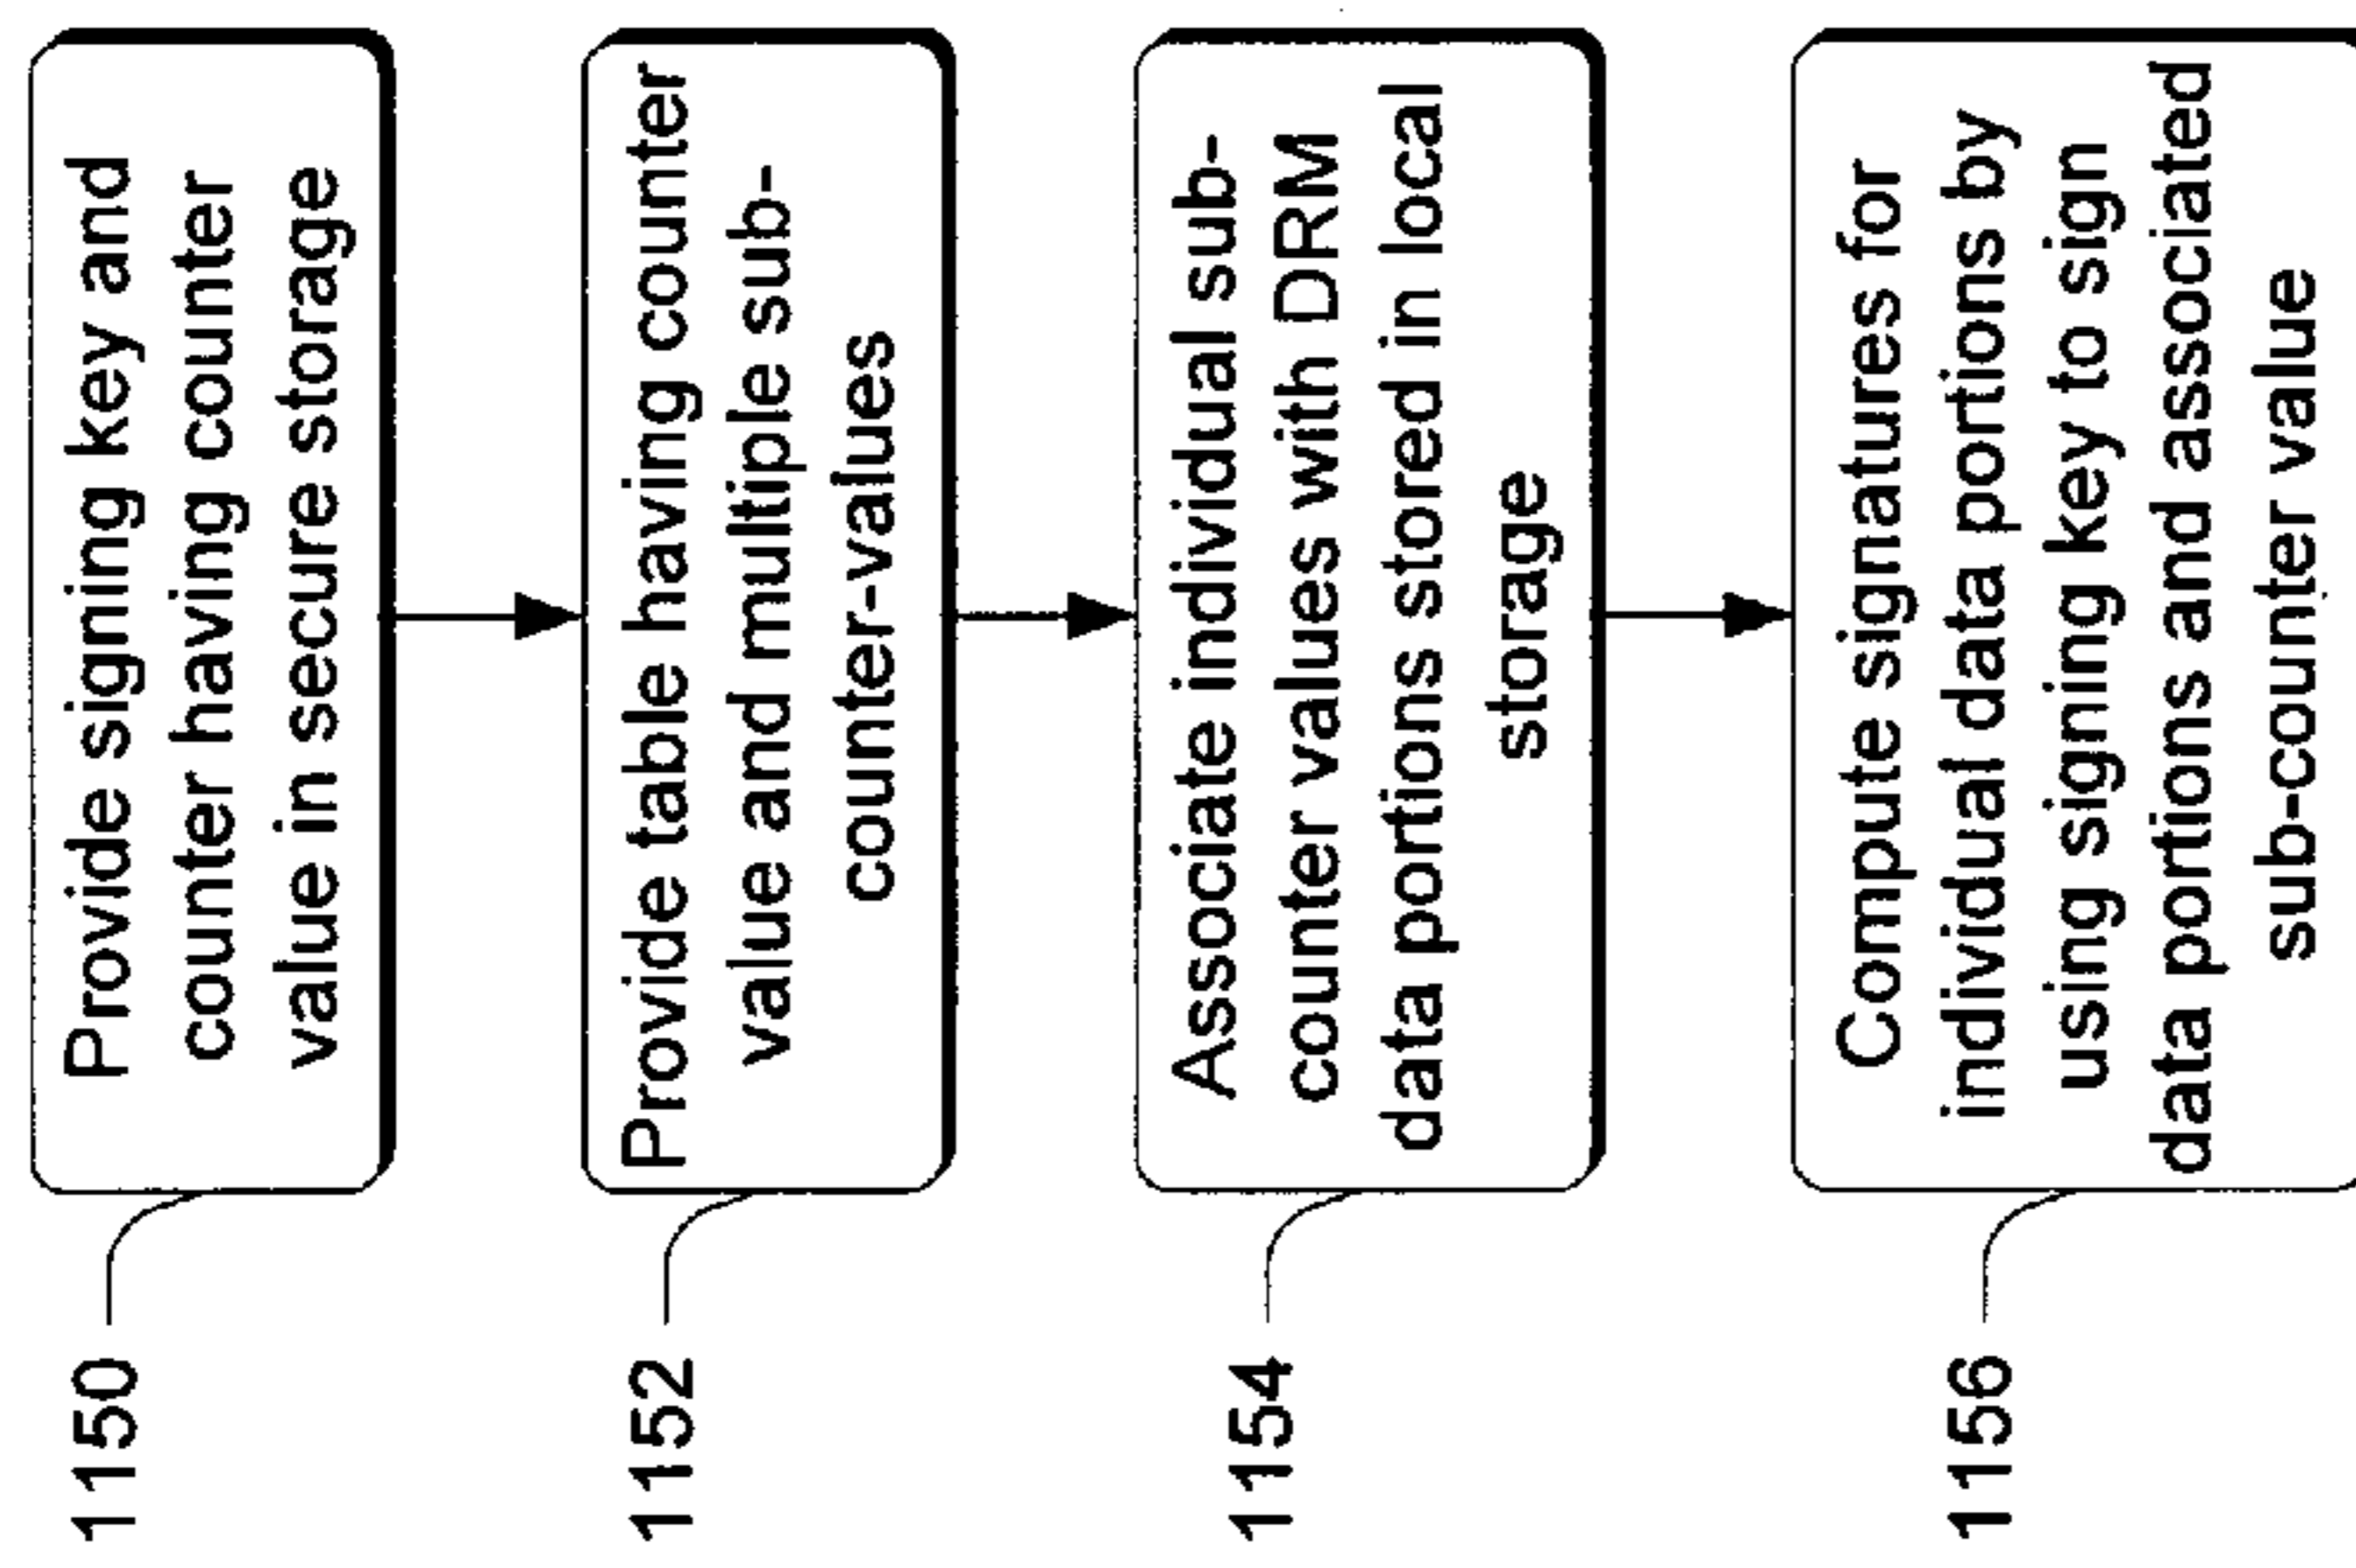 1150
Provide signing key and
counter having counter
value in secure storage
1152
Provide table having counter
value and multiple sub-
counter-values
1154
Associate individual sub-
counter values with DRM
data portions stored in local
storage
1156
Compute signatures for
individual data portions by
using signing key to sign
data portions and associated
sub-counter value